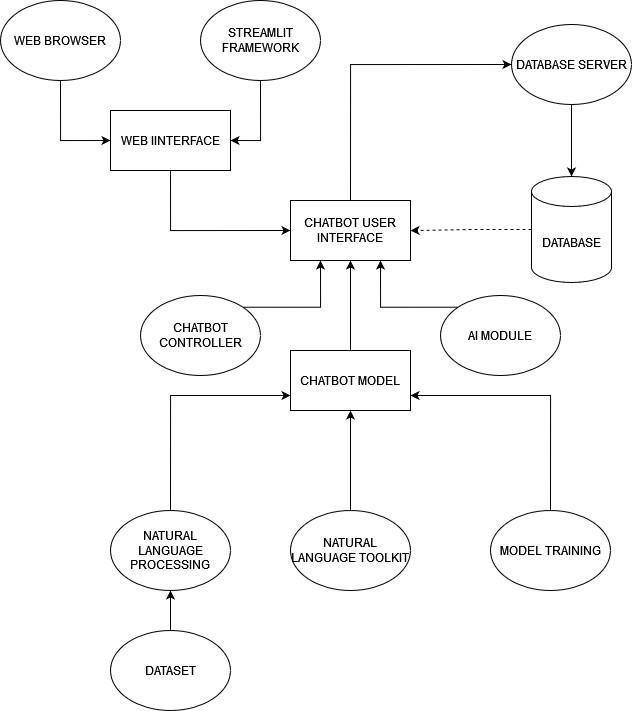 WEB BROWSER
STREAMLIT
FRAMEWORK
DATABASE SERVER
WEB IINTERFACE
CHATBOT USER
INTERFACE
DATABASE
CHATBOT
CONTROLLER
AI MODULE
CHATBOT MODEL
NATURAL
LANGUAGE
PROCESSING
NATURAL
LANGUAGE TOOLKIT
MODEL TRAINING
DATASET